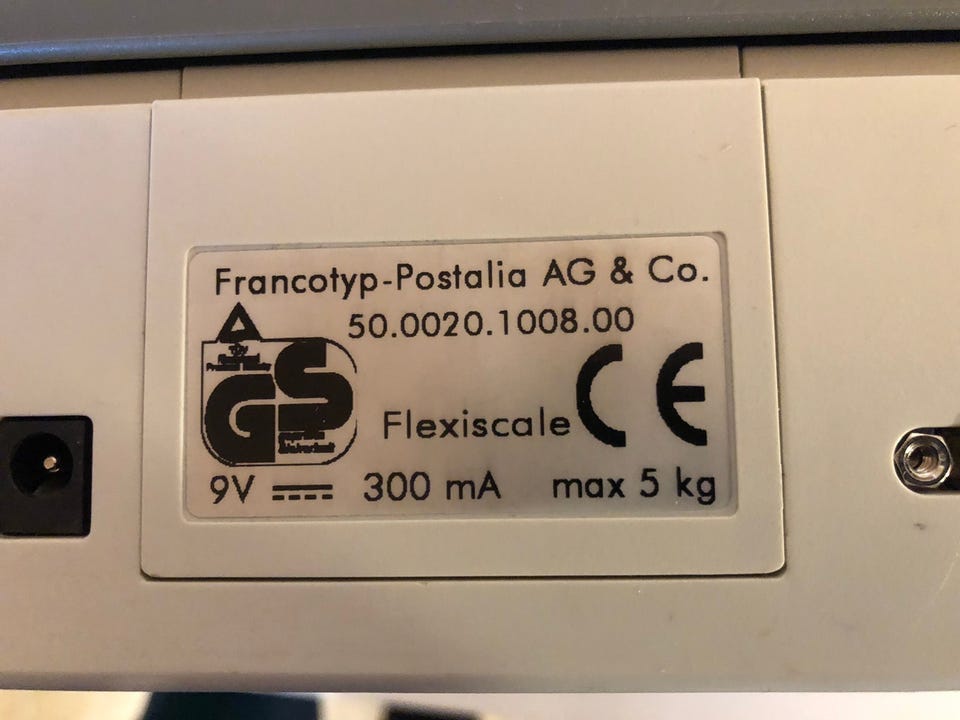 Francotyp-Postalia AG & Co.
50.0020.1008.00
GS
CE
Flexiscale
9V 300 mA max 5 kg